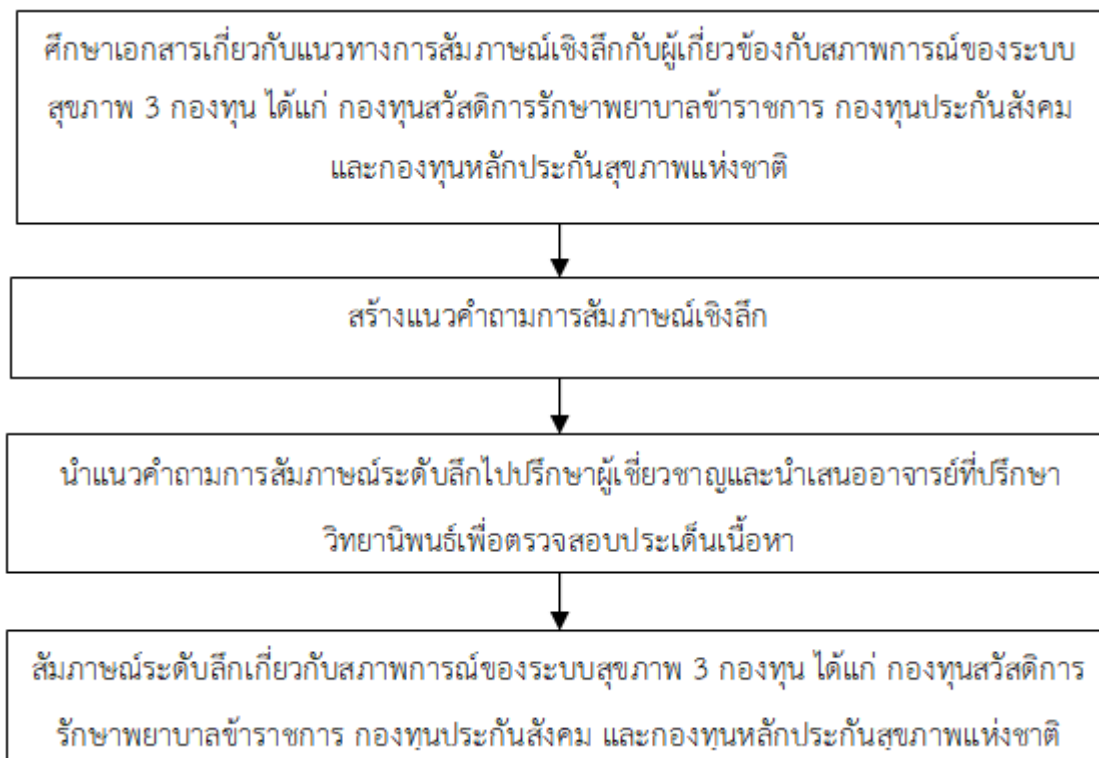 ศึกษาเอกสารเกี่ยวกับแนวทางการสัมภาษณ์เชิงลึกกับผู้เกี่ยวข้องกับสภาพการณ์ของระบบ
สุขภาพ 3 กองทุน ได้แก่ กองทุนสวัสดิการรักษาพยาบาลข้าราชการ กองทุนประกันสังคม
และกองทุนหลักประกันสุขภาพแห่งชาติ
สร้างแนวคำถามการสัมภาษณ์เชิงลึก
นำแนวคำถามการสัมภาษณ์ระดับลึกไปปรึกษาผู้เชี่ยวชาญและนำเสนออาจารย์ที่ปรึกษา
วิทยานิพนธ์เพื่อตรวจสอบประเด็นเนื้อหา
สัมภาษณ์ระดับลึกเกี่ยวกับสภาพการณ์ของระบบสุขภาพ 3 กองทุน ได้แก่ กองทุนสวัสดิการ
รักษาพยาบาลข้าราชการ กองทุนประกันสังคม และกองทุนหลักประกันสุขภาพแห่งชาติ